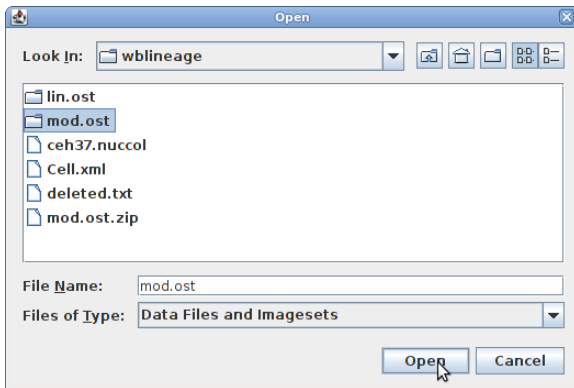 Open
Look In: wblineage
lin.ost
mod.ost
ceh37.nuccol
Cell.xml
deleted.txt
mod.ost.zip
File Name: mod.ost
Files of Type: Data Files and Imagesets
Open Cancel